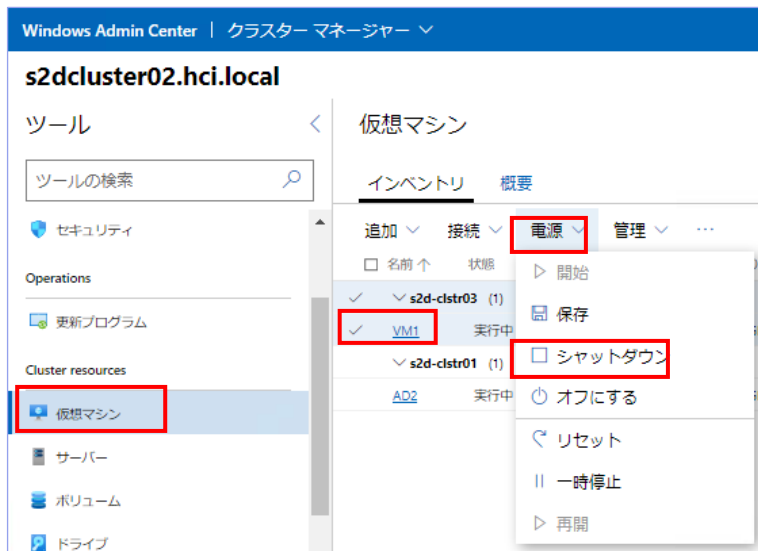 Windows Admin Center | クラスター マネージャー
s2dcluster02.hci.local
ツール
ツールの検索
セキュリティ
Operations
更新プログラム
Cluster resources
仮想マシン
サーバー
ボリューム
ドライブ
仮想マシン
インベントリ 概要
追加 接続 電源 管理 ...
名前 状態
s2d-clstr03 (1)
VM1 実行中
s2d-clstr01 (1)
AD2 実行中
開始
保存
シャットダウン
オフにする
リセット
一時停止
再開